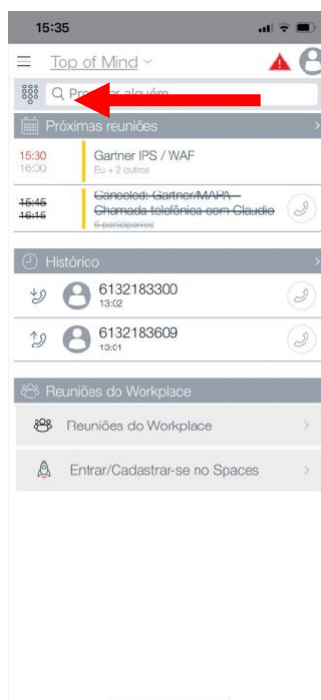 15:35
Top of Mind
Próximas reuniões
15:30
Gartner IPS / WAF
16:00
Eu + 2 outros
15:45
Canceled: Gartner/MAPA –
16:15
Chamada telefônica com Claudio
6 participantes
Histórico
6132183300
13:02
6132183609
13:01
Reuniões do Workplace
Reuniões do Workplace
Entrar/Cadastrar-se no Spaces